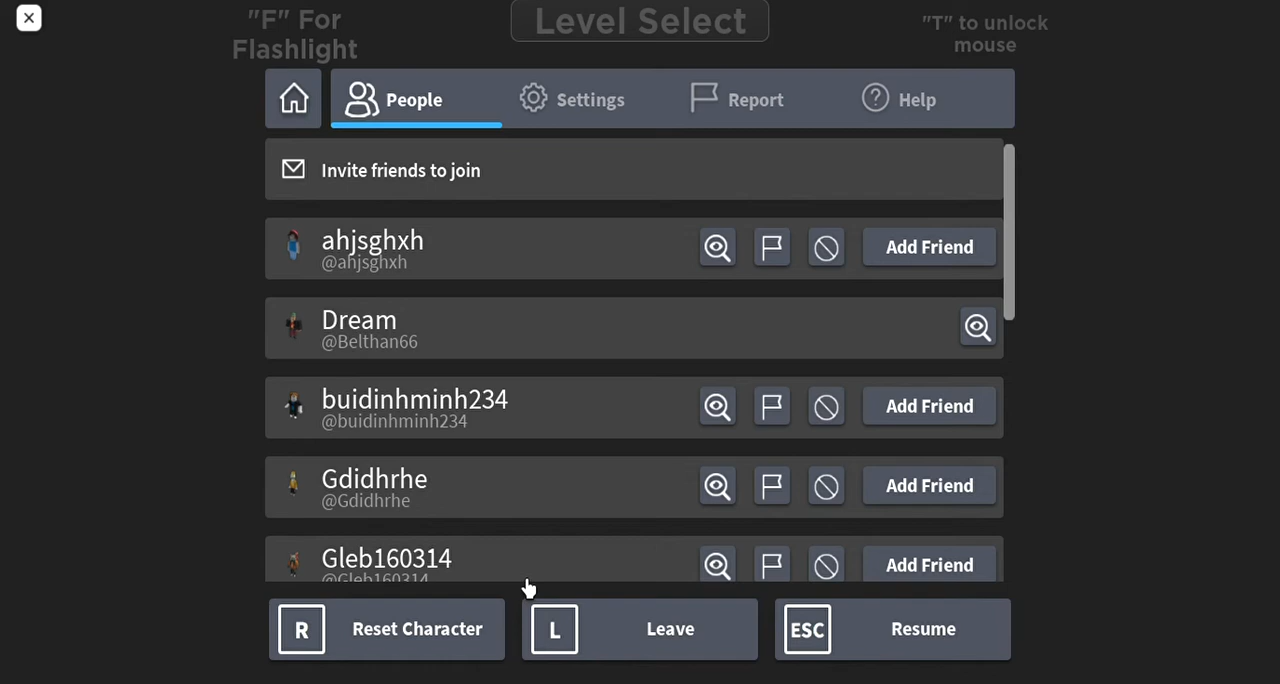 "F" For
Flashlight
Level Select
"T" to unlock
mouse
People
Settings
Report
Help
Invite friends to join
ahjsghxh
@ahjsghxh
Add Friend
Dream
@Belthan66
buidinhminh234
@buidinhminh234
Add Friend
Gdidhrhe
@Gdidhrhe
Add Friend
Gleb160314
@Gleb160314
Add Friend
R
Reset Character
L
Leave
ESC
Resume